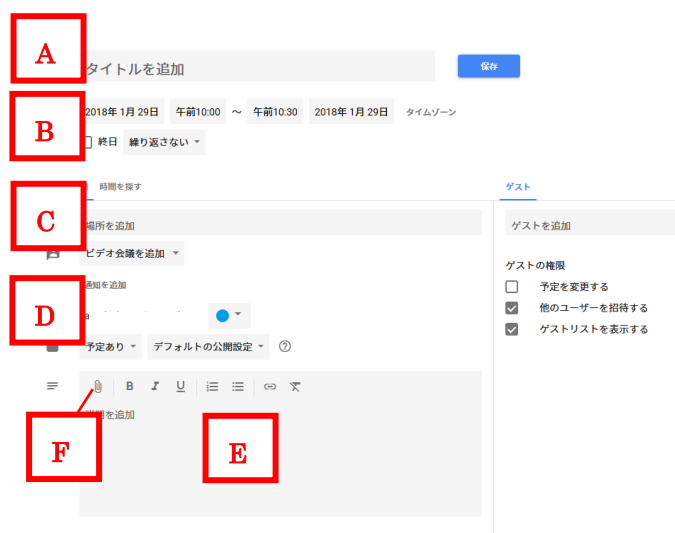 A
タイトルを追加 保存
B
2018年 1月 29日 午前10:00 ～ 午前10:30 2018年 1月 29日 タイムゾーン
終日 繰り返さない
時間を探す ゲスト
C
場所を追加 ゲストを追加
ビデオ会議を追加
ゲストの権限
通知を追加
予定を変更する
D
他のユーザーを招待する
ゲストリストを表示する
予定あり デフォルトの公開設定 ?
B I U
を追加
F E